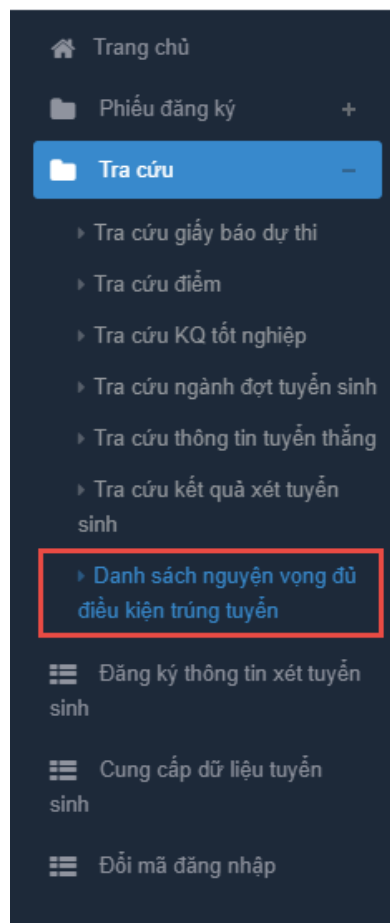 Trang chủ
Phiếu đăng ký +
Tra cứu −
Tra cứu giấy báo dự thi
Tra cứu điểm
Tra cứu KQ tốt nghiệp
Tra cứu ngành đợt tuyển sinh
Tra cứu thông tin tuyển thẳng
Tra cứu kết quả xét tuyển
sinh
Danh sách nguyện vọng đủ
điều kiện trúng tuyển
Đăng ký thông tin xét tuyển
sinh
Cung cấp dữ liệu tuyển
sinh
Đổi mã đăng nhập